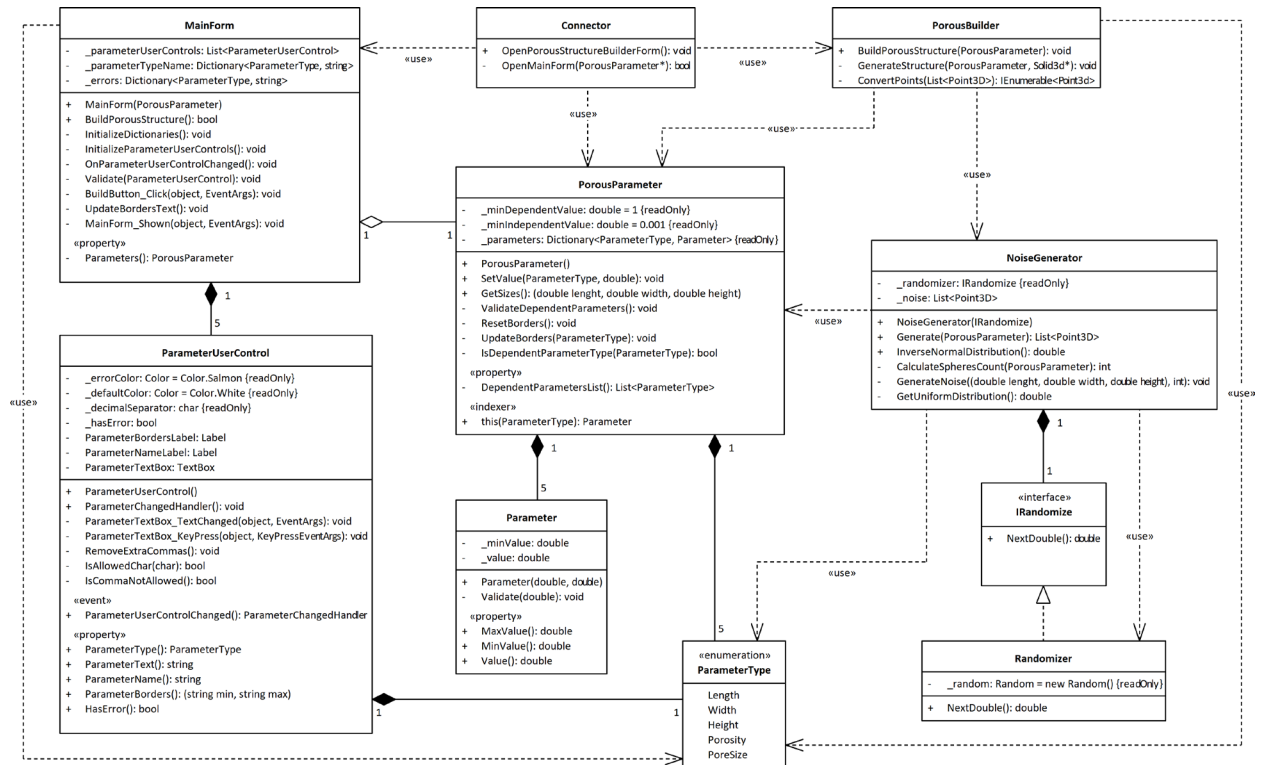 MainForm
- _parameterUserControls: List<ParameterUserControl>
- _parameterTypeName: Dictionary<ParameterType, string>
- _errors: Dictionary<ParameterType, string>
+ MainForm(PorousParameter)
+ BuildPorousStructure(): bool
- InitializeDictionaries(): void
- InitializeParameterUserControls(): void
- OnParameterUserControlChanged(): void
- Validate(ParameterUserControl): void
- BuildButton_Click(object, EventArgs): void
- UpdateBordersText(): void
- MainForm_Shown(object, EventArgs): void
«property»
- Parameters(): PorousParameter
Connector
+ OpenPorousStructureBuilderForm(): void
- OpenMainForm(PorousParameter*): bool
PorousBuilder
+ BuildPorousStructure(PorousParameter): void
- GenerateStructure(PorousParameter, Solid3d*): void
- ConvertPoints(List<Point3D>): IEnumerable<Point3d>
«use»
«use»
«use»
«use»
«use»
PorousParameter
- _minDependentValue: double = 1 {readOnly}
- _minIndependentValue: double = 0.001 {readOnly}
- _parameters: Dictionary<ParameterType, Parameter> {readOnly}
+ PorousParameter()
+ SetValue(ParameterType, double): void
+ GetSizes(): (double lenght, double width, double height)
- ValidateDependentParameters(): void
- ResetBorders(): void
- UpdateBorders(ParameterType): void
- IsDependentParameterType(ParameterType): bool
«property»
- DependentParametersList(): List<ParameterType>
«indexer»
+ this(ParameterType): Parameter
1
1
NoiseGenerator
- _randomizer: IRandomize {readOnly}
- _noise: List<Point3D>
+ NoiseGenerator(IRandomize)
+ Generate(PorousParameter): List<Point3D>
+ InverseNormalDistribution(): double
- CalculateSpheresCount(PorousParameter): int
- GenerateNoise((double lenght, double width, double height), int): void
- GetUniformDistribution(): double
«use»
1
5
ParameterUserControl
- _errorColor: Color = Color.Salmon {readOnly}
- _defaultColor: Color = Color.White {readOnly}
- _decimalSeparator: char {readOnly}
- _hasError: bool
- ParameterBordersLabel: Label
- ParameterNameLabel: Label
- ParameterTextBox: TextBox
+ ParameterUserControl()
+ ParameterChangedHandler(): void
- ParameterTextBox_TextChanged(object, EventArgs): void
- ParameterTextBox_KeyPress(object, KeyPressEventArgs): void
- RemoveExtraCommas(): void
- IsAllowedChar(char): bool
- IsCommaNotAllowed(): bool
«event»
+ ParameterUserControlChanged(): ParameterChangedHandler
«property»
+ ParameterType(): ParameterType
+ ParameterText(): string
+ ParameterName(): string
+ ParameterBorders(): (string min, string max)
+ HasError(): bool
«use»
«use»
1
5
1
5
1
1
Parameter
- _minValue: double
- _value: double
+ Parameter(double, double)
- Validate(double): void
«property»
+ MaxValue(): double
+ MinValue(): double
+ Value(): double
«interface»
IRandomize
+ NextDouble(): double
«use»
«use»
«enumeration»
ParameterType
Length
Width
Height
Porosity
PoreSize
1
1
Randomizer
- _random: Random = new Random() {readOnly}
+ NextDouble(): double